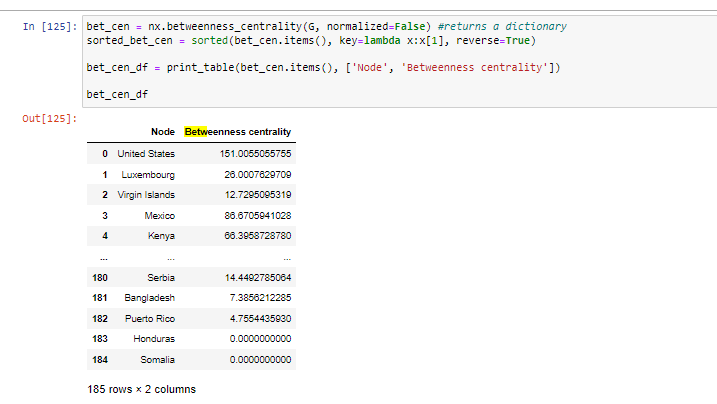 In [125]: bet_cen = nx.betweenness_centrality(G, normalized=False) #returns a dictionary
sorted_bet_cen = sorted(bet_cen.items(), key=lambda x:x[1], reverse=True)
bet_cen_df = print_table(bet_cen.items(), ['Node', 'Betweenness centrality'])
bet_cen_df
Out[125]:
Node Betweenness centrality
0 United States 151.0055055755
1 Luxembourg 26.0007629709
2 Virgin Islands 12.7295095319
3 Mexico 86.6705941028
4 Kenya 66.3958728780
... ... ...
180 Serbia 14.4492785064
181 Bangladesh 7.3856212285
182 Puerto Rico 4.7554435930
183 Honduras 0.0000000000
184 Somalia 0.0000000000
185 rows × 2 columns